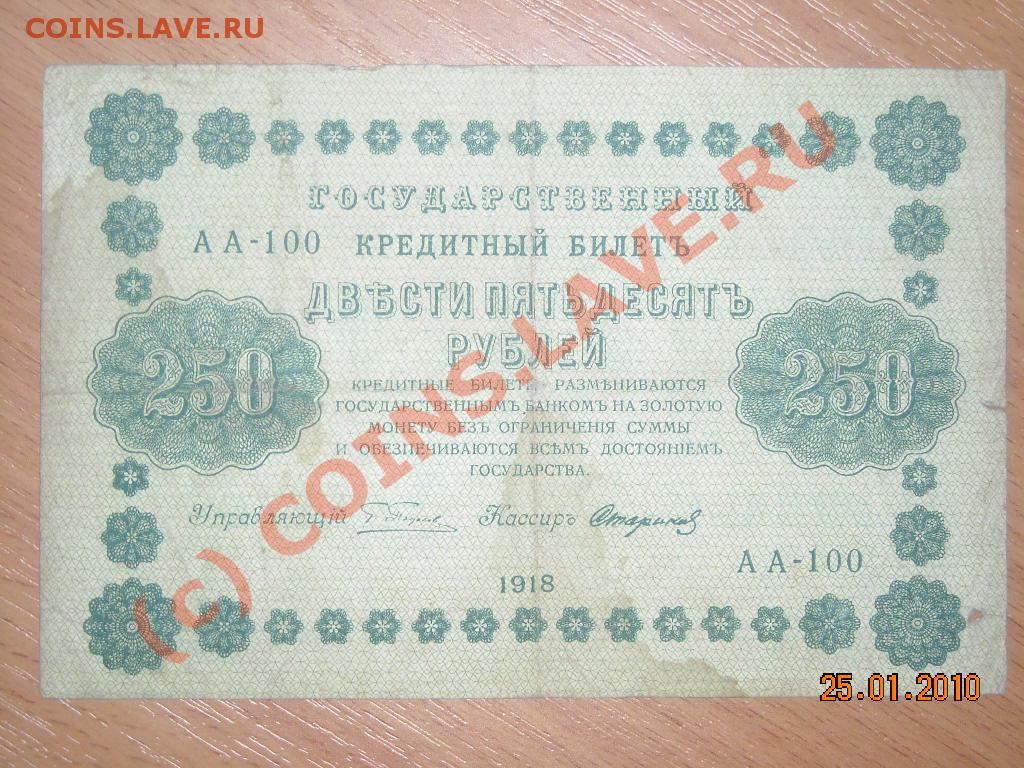 COINS.LAVE.RU
ГОСУДАРСТВЕННЫЙ
АА-100 КРЕДИТНЫЙ БИЛЕТЪ
ДВѢСТИ ПЯТЬДЕСЯТЪ
РУБЛЕЙ
250 250
КРЕДИТНЫЕ БИЛЕТЫ РАЗМѢНИВАЮТСЯ
ГОСУДАРСТВЕННЫМЪ БАНКОМЪ НА ЗОЛОТУЮ
МОНЕТУ БЕЗЪ ОГРАНИЧЕНІЯ СУММЫ
И ОБЕЗПЕЧИВАЮТСЯ ВСѢМЪ ДОСТОЯНІЕМЪ
ГОСУДАРСТВА.
Управляющій Кассиръ Стариков
АА-100
1918
(c) COINS.LAVE.RU
25.01.2010